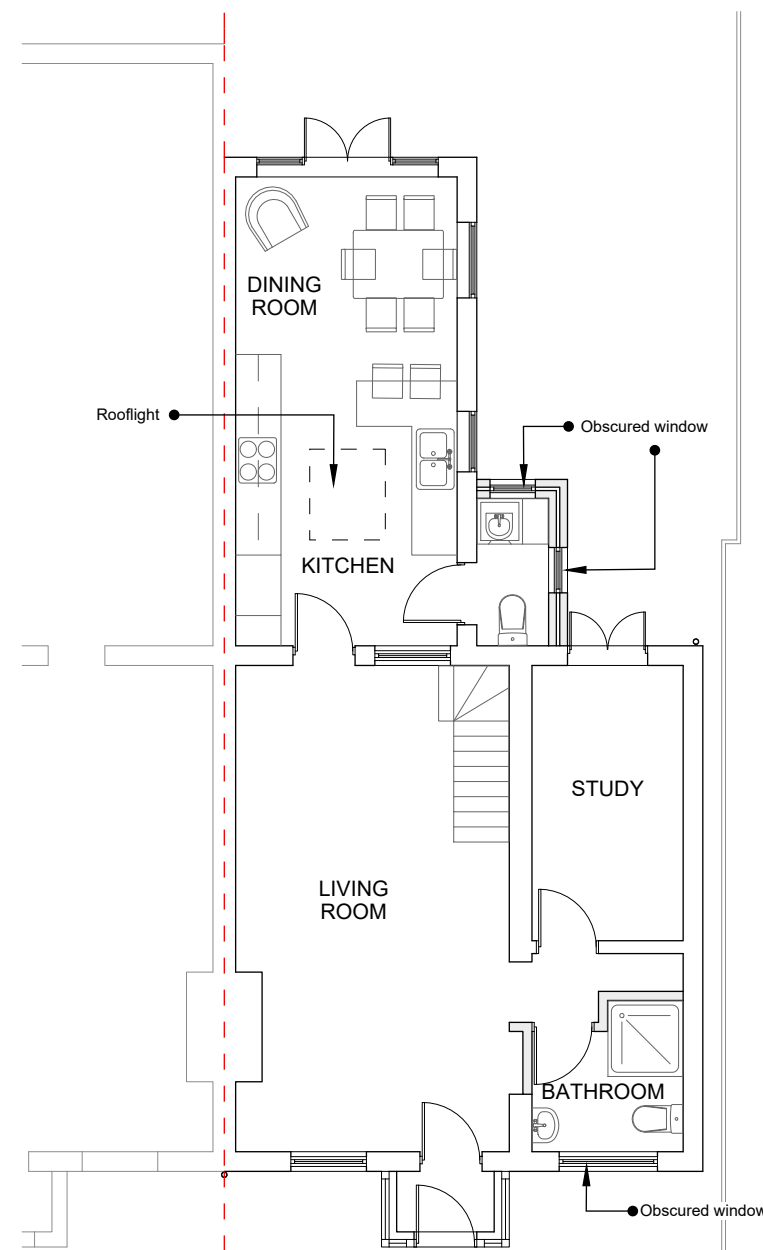 DINING
ROOM
Rooflight
Obscured window
KITCHEN
STUDY
LIVING
ROOM
BATHROOM
Obscured window